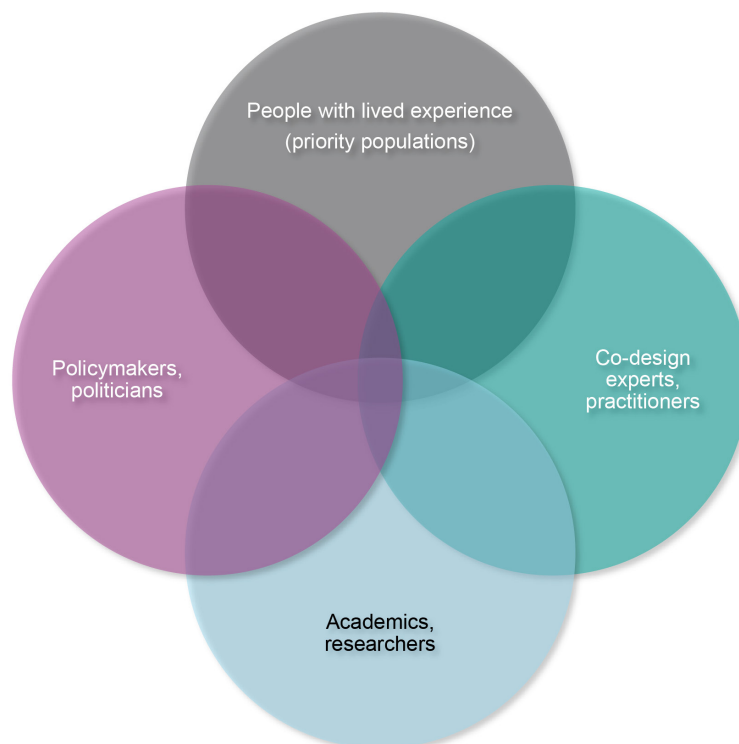 People with lived experience
(priority populations)
Policymakers,
politicians
Co-design
experts,
practitioners
Academics,
researchers